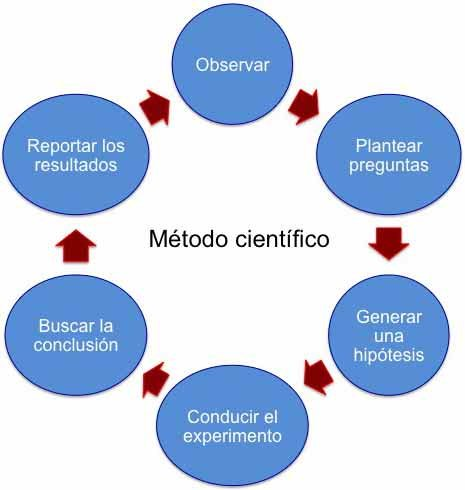 Observar
Plantear
preguntas
Generar
una
hipótesis
Conducir el
experimento
Buscar la
conclusión
Reportar los
resultados
Método científico